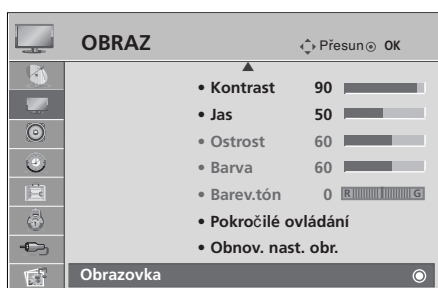 OBRAZ Přesun OK
• Kontrast 90
• Jas 50
• Ostrost 60
• Barva 60
• Barev.tón 0 R G
• Pokročilé ovládání
• Obnov. nast. obr.
Obrazovka